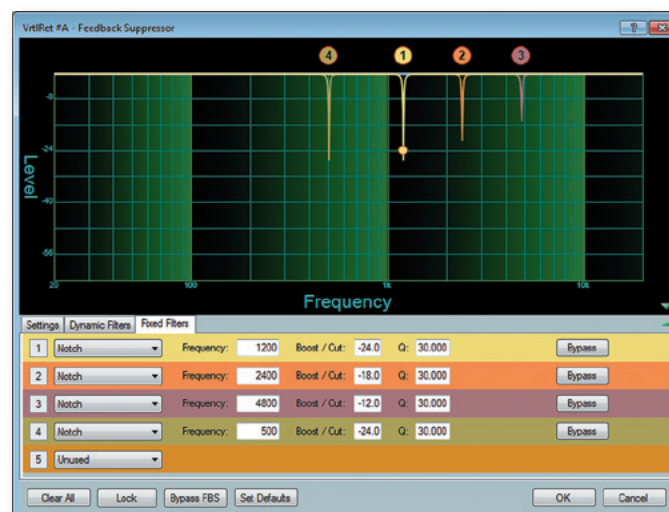 VrtlRet #A - Feedback Suppressor
4 1 2 3
-8
-24
-40
-56
Level
20 100 1k 10k
Frequency
Settings Dynamic Filters Fixed Filters
1 Notch Frequency: 1200 Boost / Cut: -24.0 Q: 30.000 Bypass
2 Notch Frequency: 2400 Boost / Cut: -18.0 Q: 30.000 Bypass
3 Notch Frequency: 4800 Boost / Cut: -12.0 Q: 30.000 Bypass
4 Notch Frequency: 500 Boost / Cut: -24.0 Q: 30.000 Bypass
5 Unused
Clear All Lock Bypass FBS Set Defaults OK Cancel